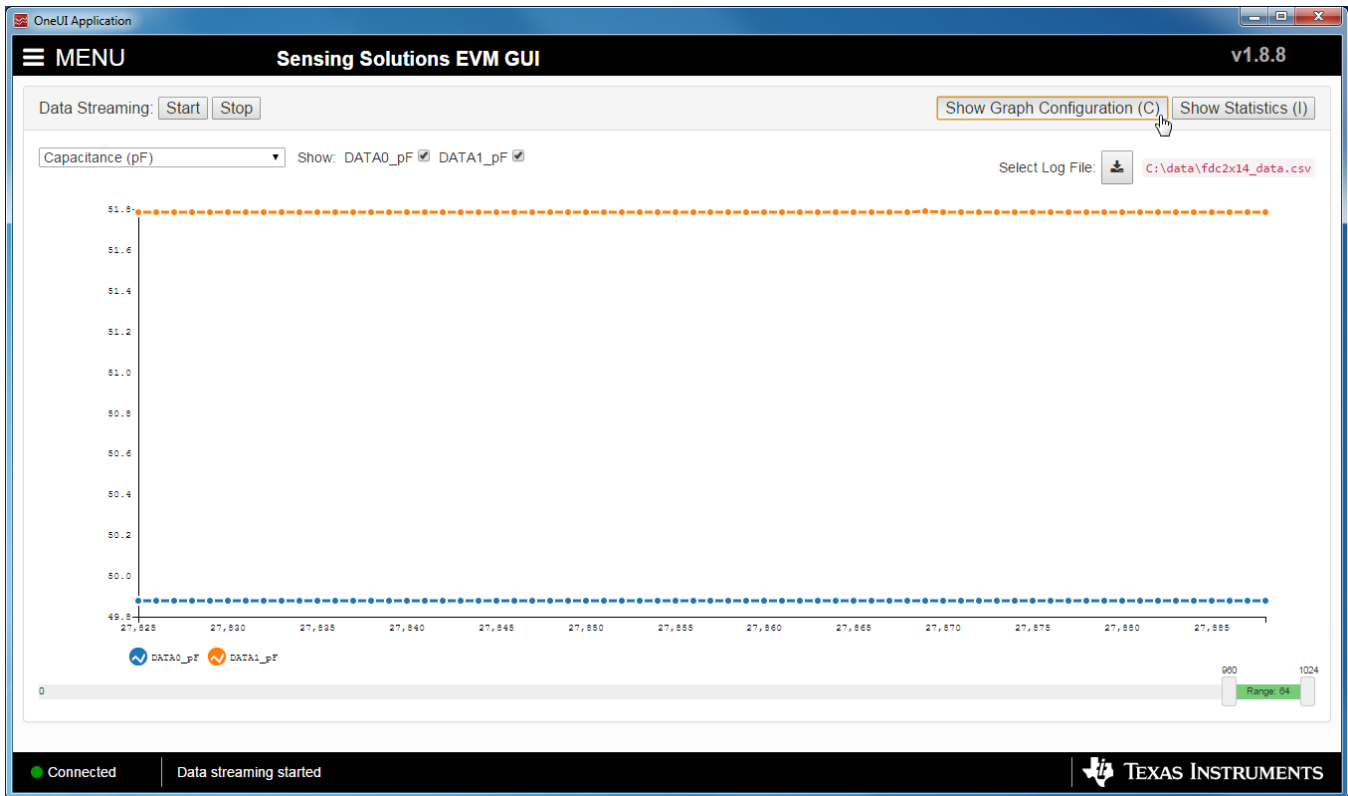 OneUI Application
MENU Sensing Solutions EVM GUI v1.8.8
Data Streaming: Start Stop Show Graph Configuration (C) Show Statistics (I)
Capacitance (pF) Show: DATA0_pF DATA1_pF
Select Log File: C:\data\fdc2x14_data.csv
51.8
51.6
51.4
51.2
51.0
50.8
50.6
50.4
50.2
50.0
49.8
27,825 27,830 27,835 27,840 27,845 27,850 27,855 27,860 27,865 27,870 27,875 27,880 27,885
DATA0_pF DATA1_pF
960 1024
0 Range: 64
Connected Data streaming started TEXAS INSTRUMENTS